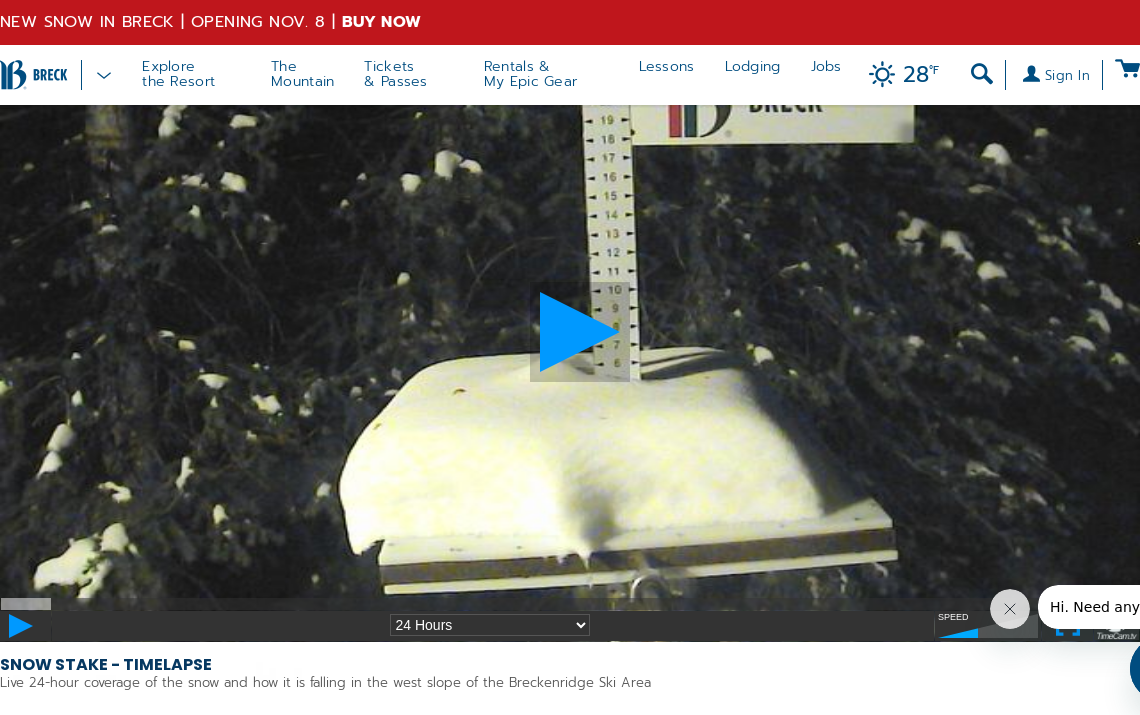 NEW SNOW IN BRECK | OPENING NOV. 8 | BUY NOW
BRECK
Explore
the Resort
The
Mountain
Tickets
& Passes
Rentals &
My Epic Gear
Lessons
Lodging
Jobs
28°F
Sign In
BRECK
19
18
17
16
15
14
13
12
11
10
9
8
7
6
24 Hours
SPEED
Hi. Need any
TimeCam.tv
SNOW STAKE - TIMELAPSE
Live 24-hour coverage of the snow and how it is falling in the west slope of the Breckenridge Ski Area